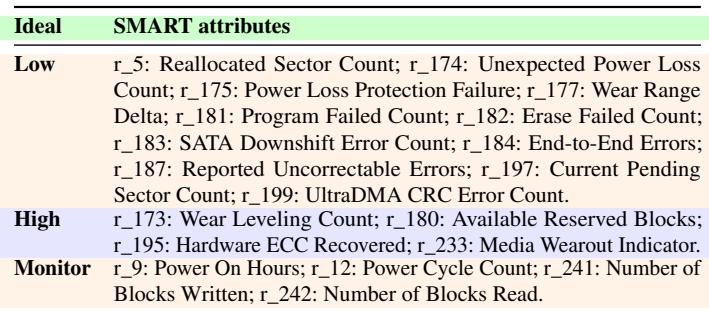 Ideal SMART attributes
Low r_5: Reallocated Sector Count; r_174: Unexpected Power Loss
Count; r_175: Power Loss Protection Failure; r_177: Wear Range
Delta; r_181: Program Failed Count; r_182: Erase Failed Count;
r_183: SATA Downshift Error Count; r_184: End-to-End Errors;
r_187: Reported Uncorrectable Errors; r_197: Current Pending
Sector Count; r_199: UltraDMA CRC Error Count.
High r_173: Wear Leveling Count; r_180: Available Reserved Blocks;
r_195: Hardware ECC Recovered; r_233: Media Wearout Indicator.
Monitor r_9: Power On Hours; r_12: Power Cycle Count; r_241: Number of
Blocks Written; r_242: Number of Blocks Read.